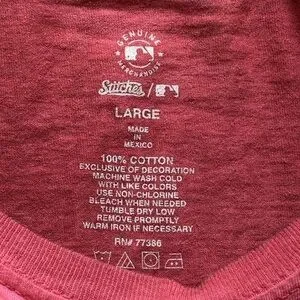 GENUINE
MERCHANDISE
Stitches /
LARGE
MADE
IN
MEXICO
100% COTTON
EXCLUSIVE OF DECORATION
MACHINE WASH COLD
WITH LIKE COLORS
USE NON-CHLORINE
BLEACH WHEN NEEDED
TUMBLE DRY LOW
REMOVE PROMPTLY
WARM IRON IF NECESSARY
RN# 77386